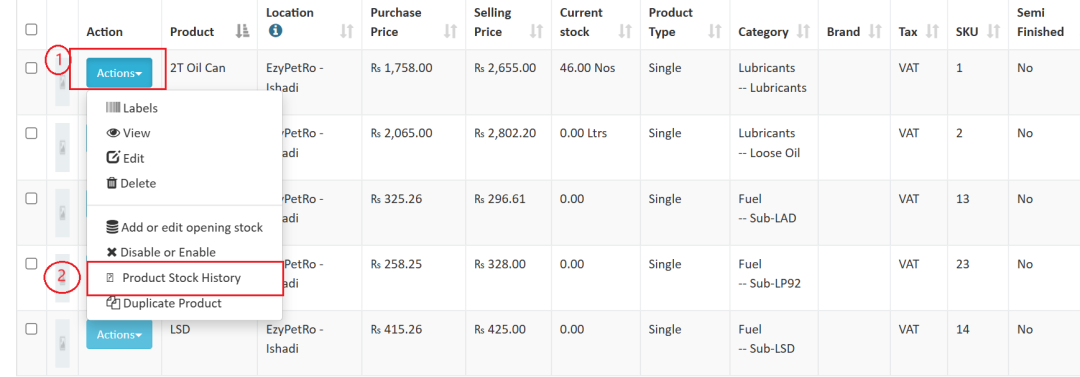 Action Product Location Purchase Price Selling Price Current stock Product Type Category Brand Tax SKU Semi Finished
1
Actions 2T Oil Can EzyPetRo - Ishadi Rs 1,758.00 Rs 2,655.00 46.00 Nos Single Lubricants -- Lubricants VAT 1 No
Labels
View
Edit
Delete
yPetRo - adi Rs 2,065.00 Rs 2,802.20 0.00 Ltrs Single Lubricants -- Loose Oil VAT 2 No
yPetRo - adi Rs 325.26 Rs 296.61 0.00 Single Fuel -- Sub-LAD VAT 13 No
Add or edit opening stock
Disable or Enable
2
Product Stock History
Duplicate Product
yPetRo - adi Rs 258.25 Rs 328.00 0.00 Single Fuel -- Sub-LP92 VAT 23 No
Actions LSD EzyPetRo - Ishadi Rs 415.26 Rs 425.00 0.00 Single Fuel -- Sub-LSD VAT 14 No